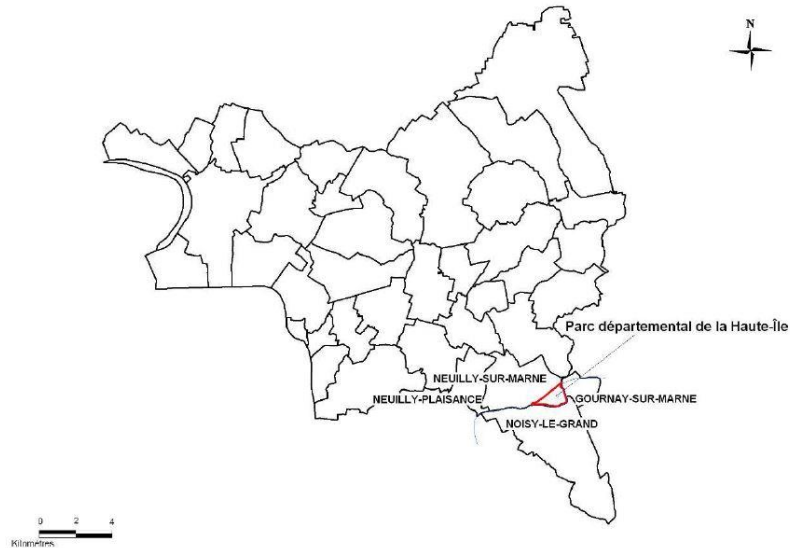 N
Parc départemental de la Haute-Île
NEUILLY-SUR-MARNE
NEUILLY-PLAISANCE
GOURNAY-SUR-MARNE
NOISY-LE-GRAND
0 2 4
Kilomètres